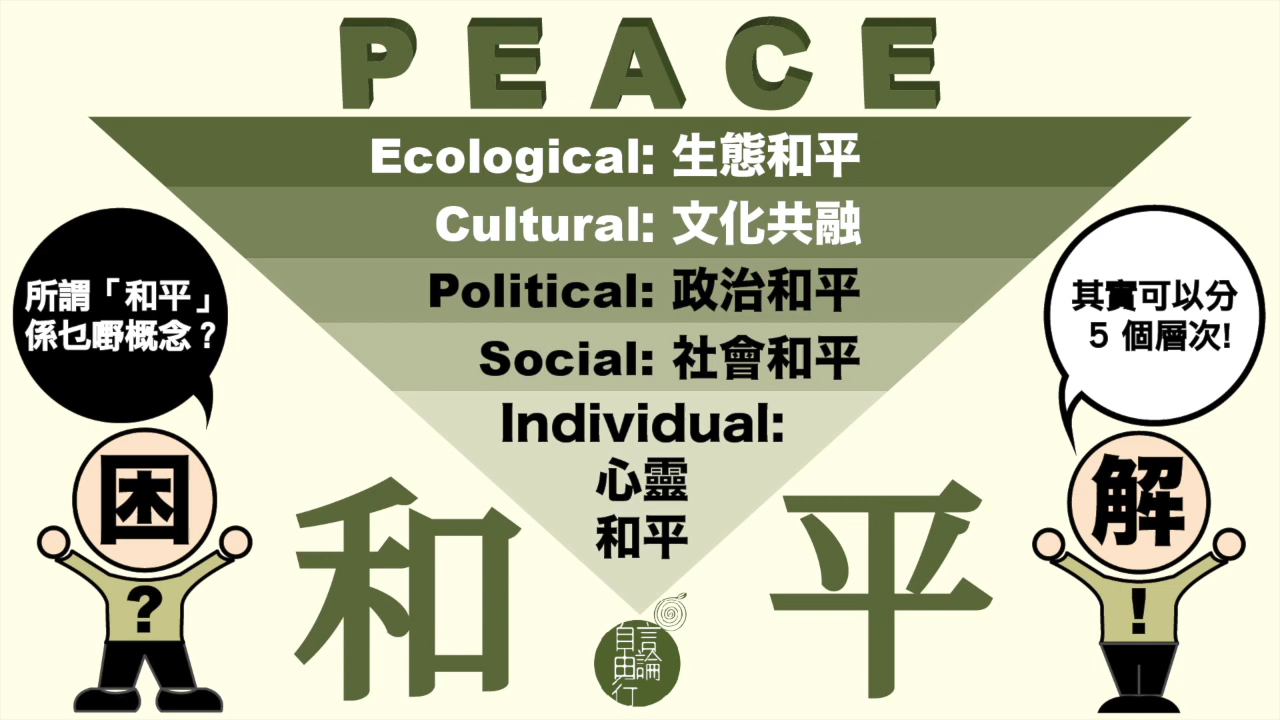 PEACE
Ecological: 生態和平
Cultural: 文化共融
Political: 政治和平
Social: 社會和平
Individual:
心靈
和平
所謂「和平」
係乜嘢概念？
其實可以分
5 個層次!
困
?
解
!
和平
言論
自由行